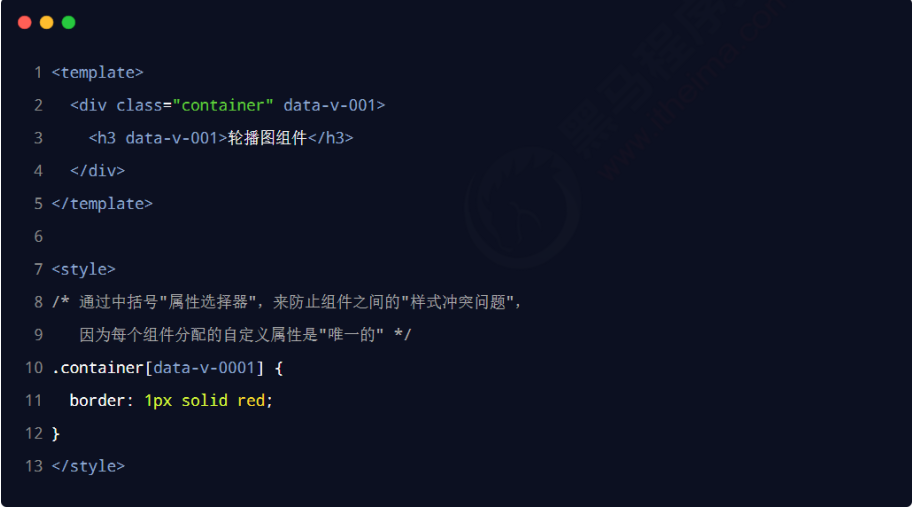 1 <template>
2 <div class="container" data-v-001>
3 <h3 data-v-001>轮播图组件</h3>
4 </div>
5 </template>
6
7 <style>
8 /* 通过中括号"属性选择器"，来防止组件之间的"样式冲突问题"，
9 因为每个组件分配的自定义属性是"唯一的" */
10 .container[data-v-0001] {
11 border: 1px solid red;
12 }
13 </style>